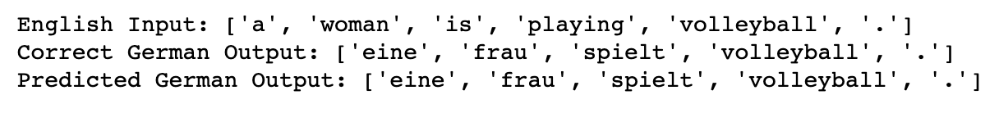 English Input: ['a', 'woman', 'is', 'playing', 'volleyball', '.']
Correct German Output: ['eine', 'frau', 'spielt', 'volleyball', '.']
Predicted German Output: ['eine', 'frau', 'spielt', 'volleyball', '.']